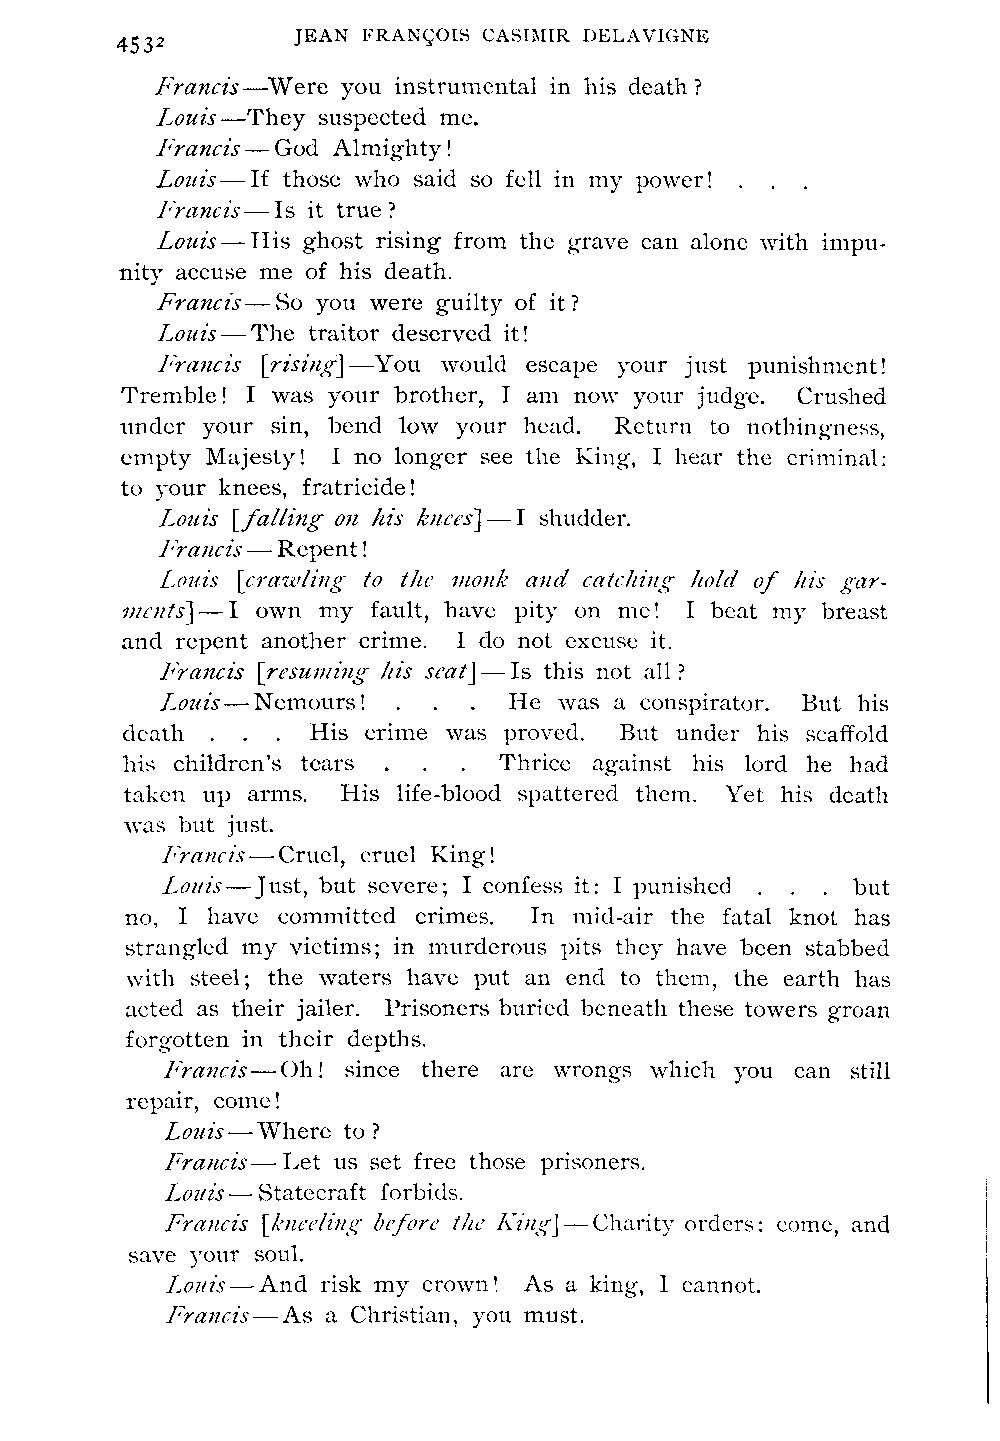 4532 JEAN FRANÇOIS CASIMIR DELAVIGNE
Francis—Were you instrumental in his death?
Louis—They suspected me.
Francis—God Almighty!
Louis—If those who said so fell in my power! . . .
Francis—Is it true?
Louis—His ghost rising from the grave can alone with impu-
nity accuse me of his death.
Francis—So you were guilty of it?
Louis—The traitor deserved it!
Francis [rising]—You would escape your just punishment!
Tremble! I was your brother, I am now your judge. Crushed
under your sin, bend low your head. Return to nothingness,
empty Majesty! I no longer see the King, I hear the criminal:
to your knees, fratricide!
Louis [falling on his knees]—I shudder.
Francis—Repent!
Louis [crawling to the monk and catching hold of his gar-
ments]—I own my fault, have pity on me! I beat my breast
and repent another crime. I do not excuse it.
Francis [resuming his seat]—Is this not all?
Louis—Nemours! . . . He was a conspirator. But his
death . . . His crime was proved. But under his scaffold
his children's tears . . . Thrice against his lord he had
taken up arms. His life-blood spattered them. Yet his death
was but just.
Francis—Cruel, cruel King!
Louis—Just, but severe; I confess it: I punished . . . but
no, I have committed crimes. In mid-air the fatal knot has
strangled my victims; in murderous pits they have been stabbed
with steel; the waters have put an end to them, the earth has
acted as their jailer. Prisoners buried beneath these towers groan
forgotten in their depths.
Francis—Oh! since there are wrongs which you can still
repair, come!
Louis—Where to?
Francis—Let us set free those prisoners.
Louis—Statecraft forbids.
Francis [kneeling before the King]—Charity orders: come, and
save your soul.
Louis—And risk my crown! As a king, I cannot.
Francis—As a Christian, you must.